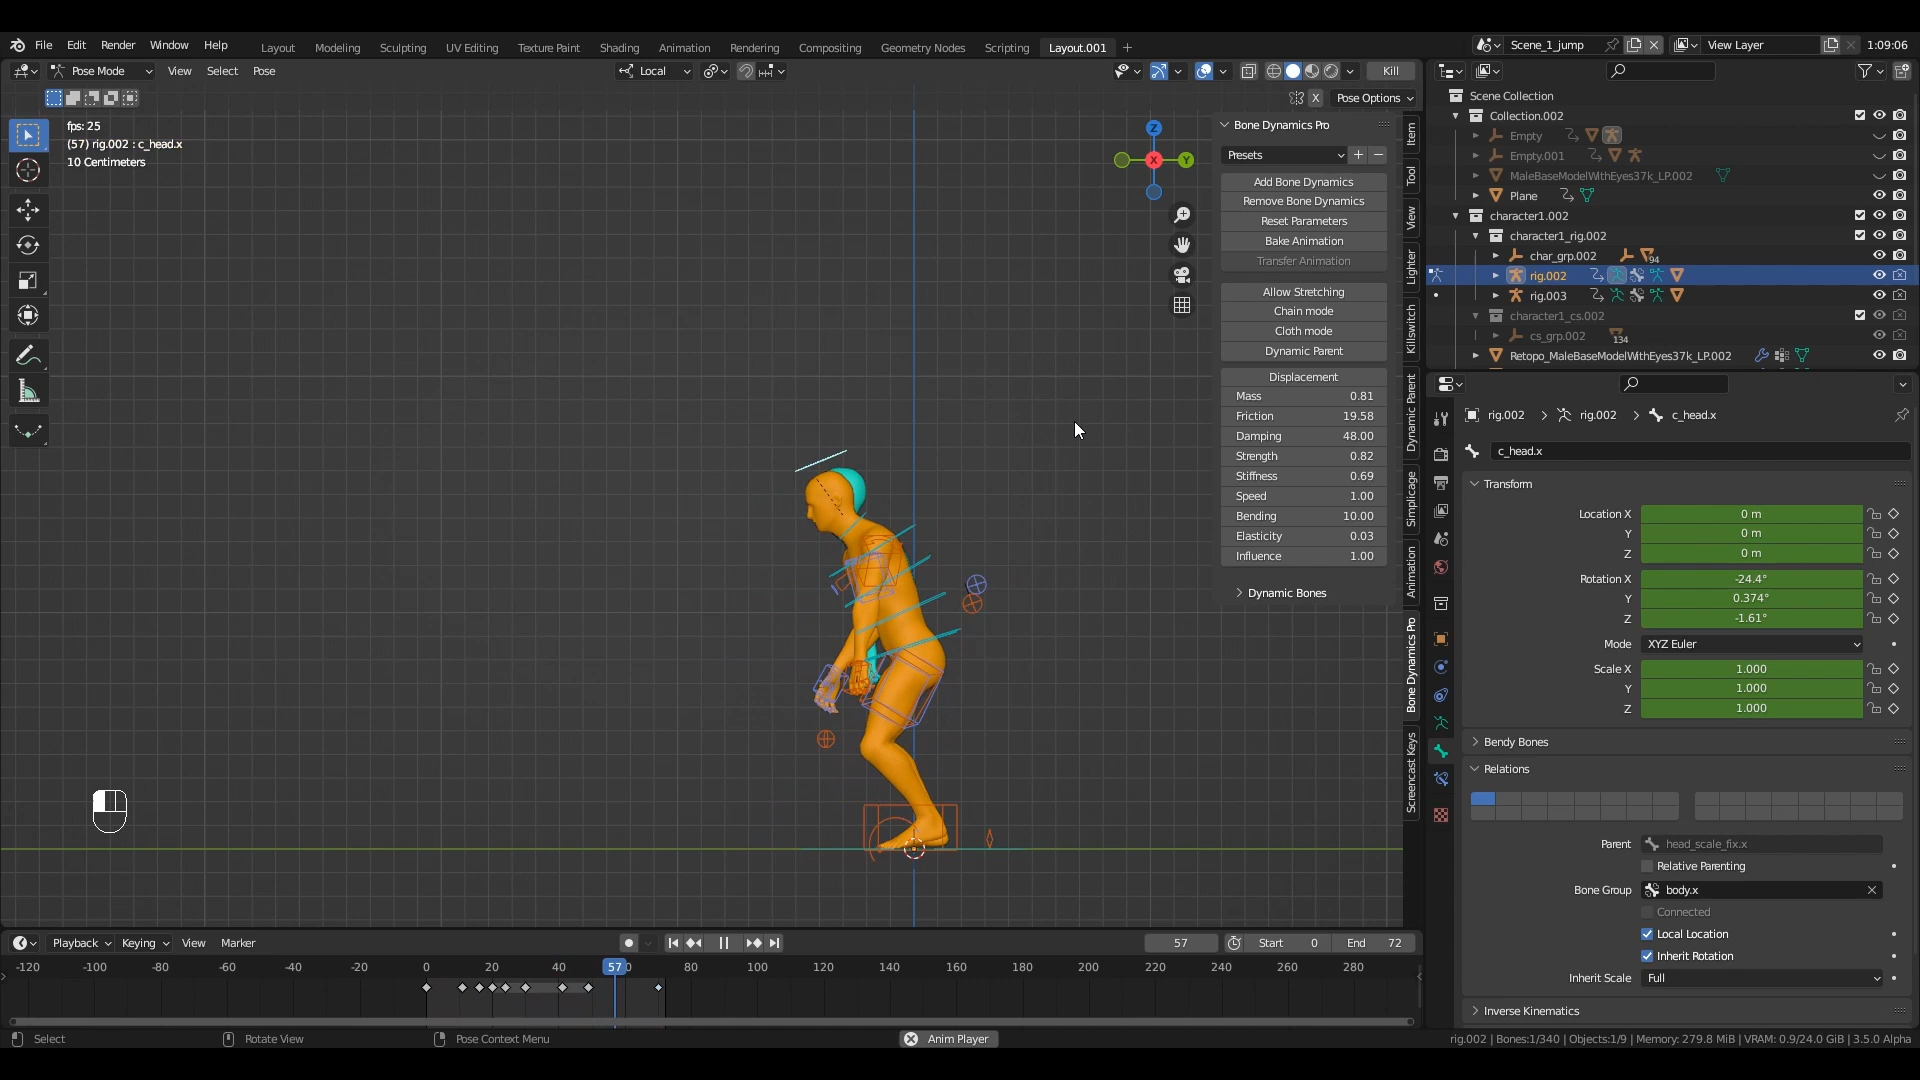 File Edit Render Window Help
Layout Modeling Sculpting UV Editing Texture Paint Shading Animation Rendering Compositing Geometry Nodes Scripting Layout.001 +
Scene_1_jump View Layer 1:09:06
Pose Mode View Select Pose Local Kill
X Pose Options
fps: 25
(57) rig.002 : c_head.x
10 Centimeters
Z
X Y
Bone Dynamics Pro
Presets
Add Bone Dynamics
Remove Bone Dynamics
Reset Parameters
Bake Animation
Transfer Animation
Allow Stretching
Chain mode
Cloth mode
Dynamic Parent
Displacement
Mass 0.81
Friction 19.58
Damping 48.00
Strength 0.82
Stiffness 0.69
Speed 1.00
Bending 10.00
Elasticity 0.03
Influence 1.00
Dynamic Bones
Item
Tool
View
Lighter
Killswitch
Dynamic Parent
Simplicage
Animation
Bone Dynamics Pro
Screencast Keys
Scene Collection
Collection.002
Empty
Empty.001
MaleBaseModelWithEyes37k_LP.002
Plane
character1.002
character1_rig.002
char_grp.002 94
rig.002
rig.003
character1_cs.002
cs_grp.002 134
Retopo_MaleBaseModelWithEyes37k_LP.002
rig.002 > rig.002 > c_head.x
c_head.x
Transform
Location X 0 m
Y 0 m
Z 0 m
Rotation X -24.4°
Y 0.374°
Z -1.61°
Mode XYZ Euler
Scale X 1.000
Y 1.000
Z 1.000
Bendy Bones
Relations
Parent head_scale_fix.x
Relative Parenting
Bone Group body.x
Connected
Local Location
Inherit Rotation
Inherit Scale Full
Inverse Kinematics
Playback Keying View Marker 57 Start 0 End 72
-120 -100 -80 -60 -40 -20 0 20 40 57 80 100 120 140 160 180 200 220 240 260 280
Select Rotate View Pose Context Menu Anim Player rig.002 | Bones:1/340 | Objects:1/9 | Memory: 279.8 MiB | VRAM: 0.9/24.0 GiB | 3.5.0 Alpha